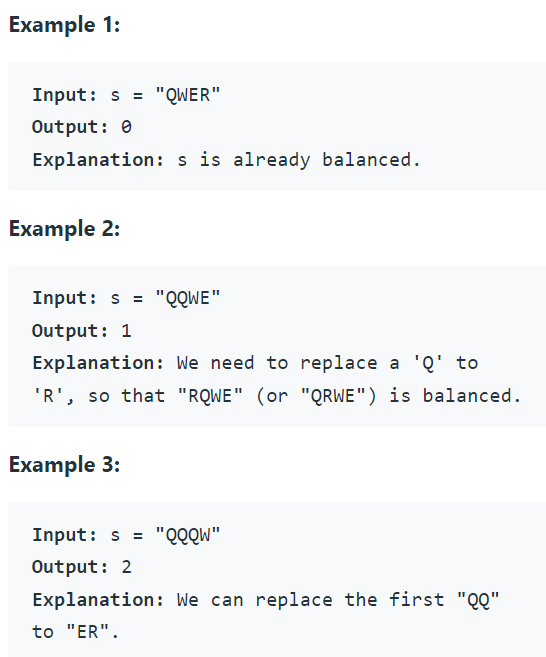 Example 1:
Input: s = "QWER"
Output: 0
Explanation: s is already balanced.
Example 2:
Input: s = "QQWE"
Output: 1
Explanation: We need to replace a 'Q' to
'R', so that "RQWE" (or "QRWE") is balanced.
Example 3:
Input: s = "QQQW"
Output: 2
Explanation: We can replace the first "QQ"
to "ER".